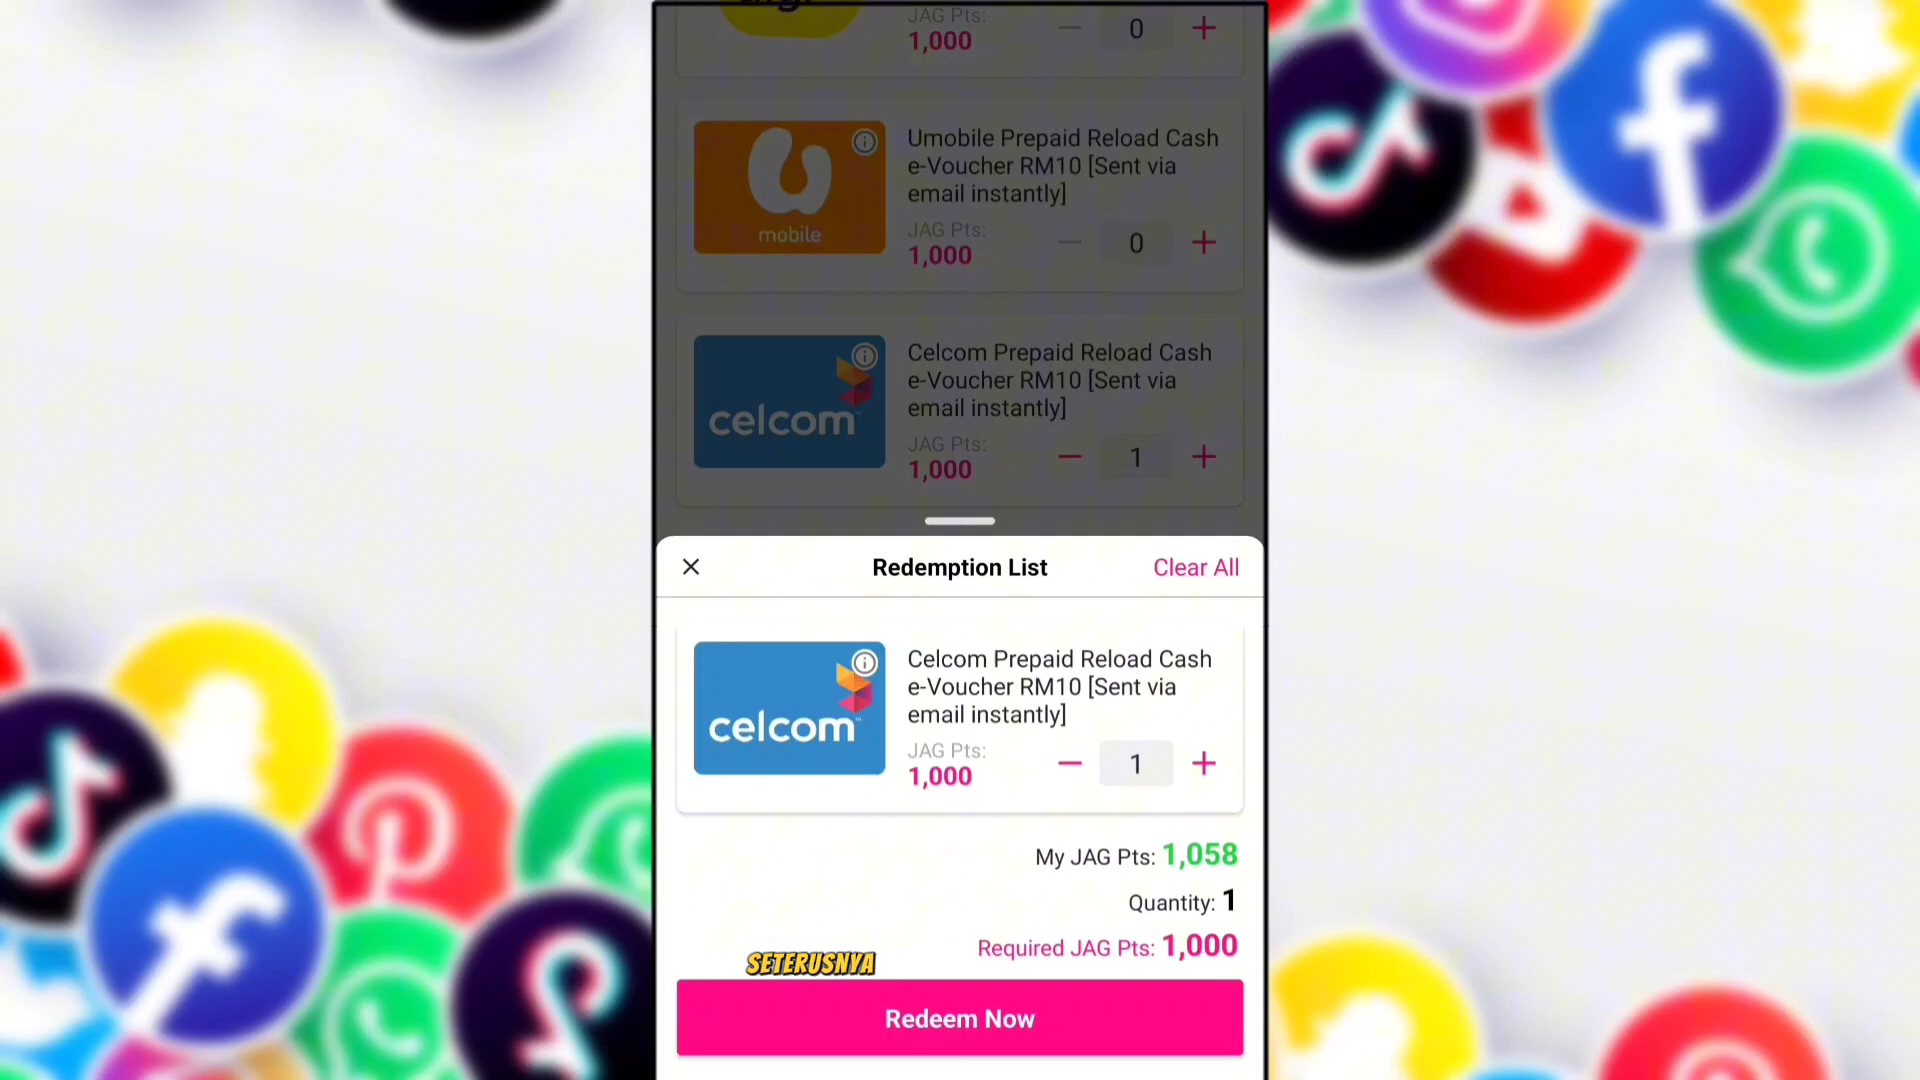 JAG Pts:
1,000
0
Umobile Prepaid Reload Cash
e-Voucher RM10 [Sent via
email instantly]
mobile
JAG Pts:
1,000
0
Celcom Prepaid Reload Cash
e-Voucher RM10 [Sent via
email instantly]
celcom
JAG Pts:
1,000
1
Redemption List
Clear All
Celcom Prepaid Reload Cash
e-Voucher RM10 [Sent via
email instantly]
celcom™
JAG Pts:
1,000
1
My JAG Pts: 1,058
Quantity: 1
Required JAG Pts: 1,000
SETERUSNYA
Redeem Now